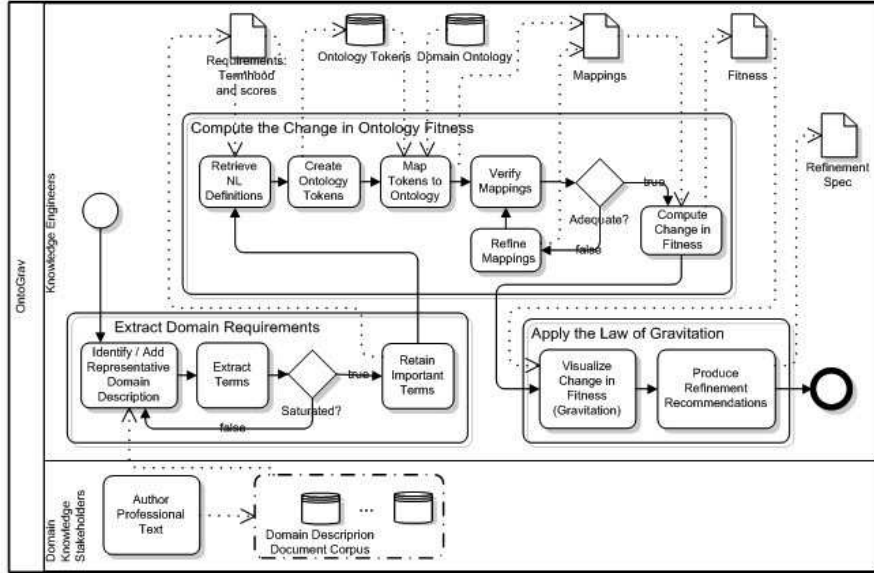 OntoGrav
Knowledge Engineers
Requirements:
Termhood
and scores
Ontology Tokens
Domain Ontology
Mappings
Fitness
Refinement
Spec
Compute the Change in Ontology Fitness
Retrieve
NL
Definitions
Create
Ontology
Tokens
Map
Tokens to
Ontology
Verify
Mappings
Adequate?
true
false
Refine
Mappings
Compute
Change in
Fitness
Extract Domain Requirements
Identify / Add
Representative
Domain
Description
Extract
Terms
Saturated?
true
false
Retain
Important
Terms
Apply the Law of Gravitation
Visualize
Change in
Fitness
(Gravitation)
Produce
Refinement
Recommendations
Domain
Knowledge
Stakeholders
Author
Professional
Text
...
Domain Descriprion
Document Corpus